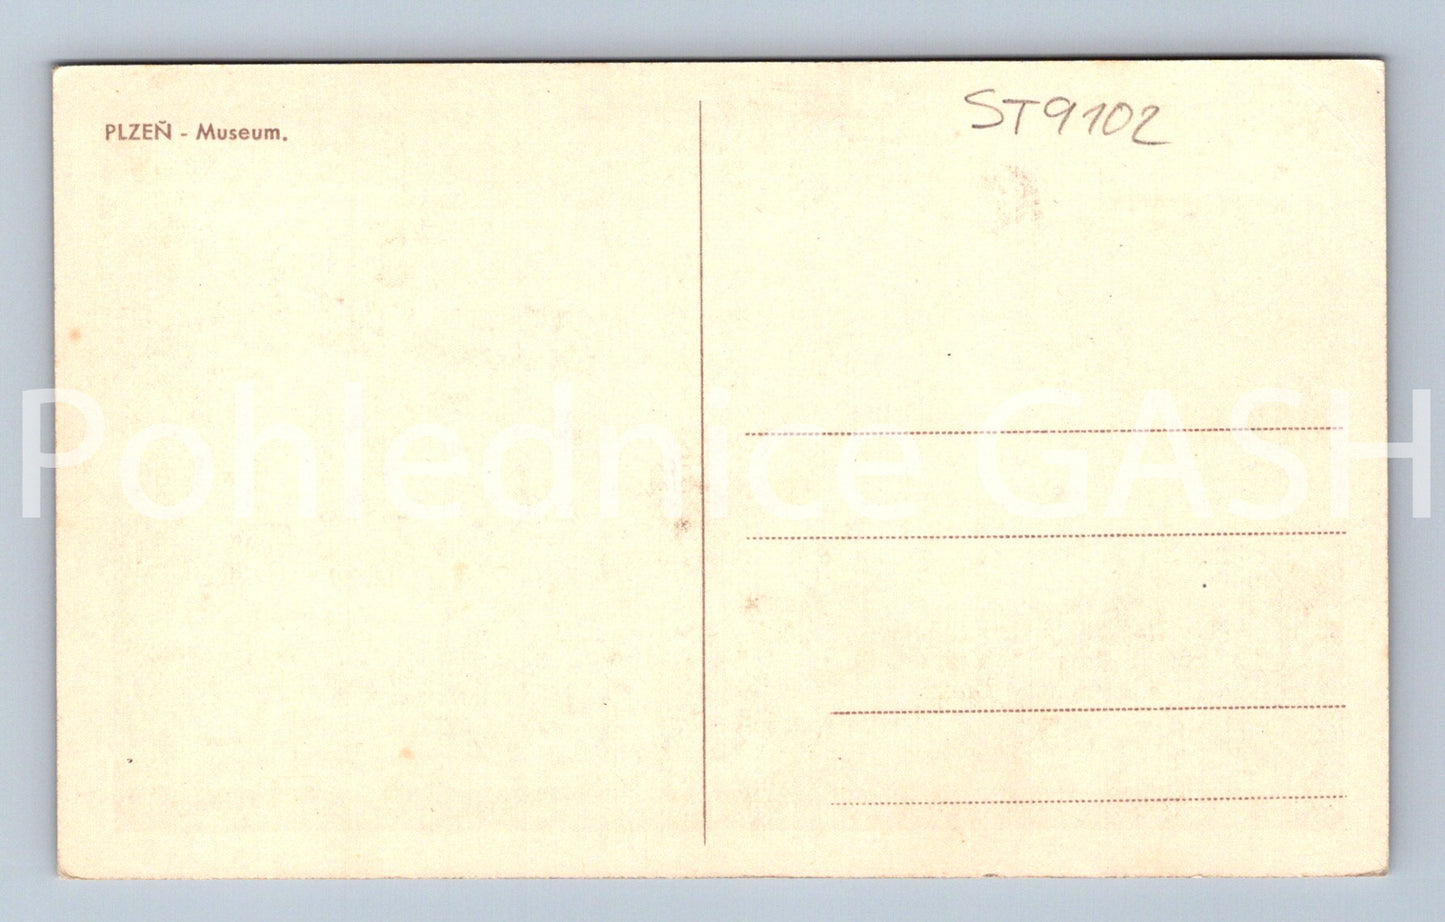 PLZEŇ - Museum.
ST9102
Pohlednice GASH